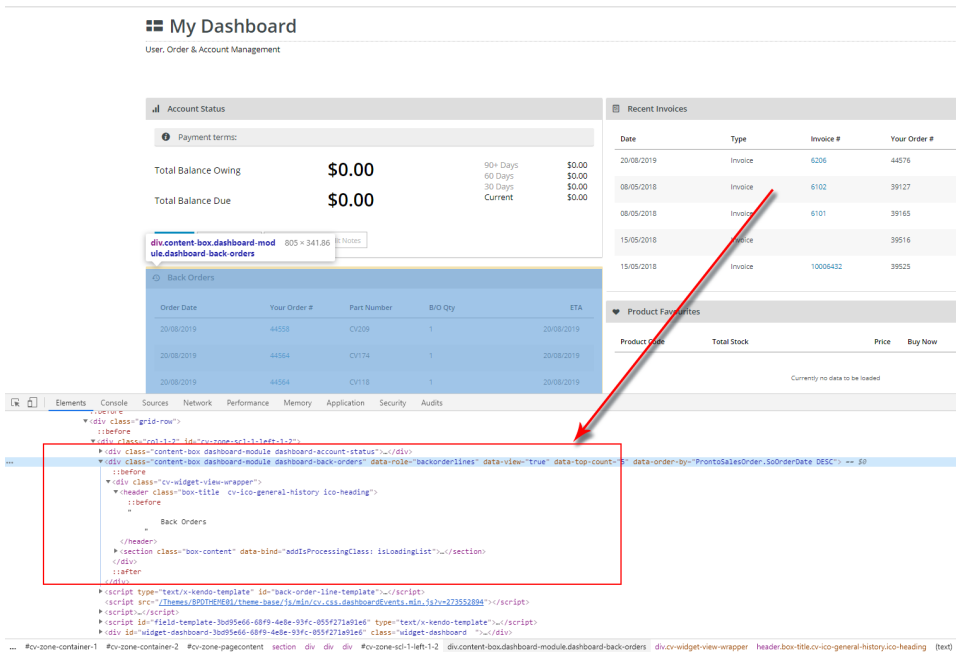 My Dashboard
User, Order & Account Management
Account Status
Payment terms:
Total Balance Owing $0.00
Total Balance Due $0.00
90+ Days $0.00
60 Days $0.00
30 Days $0.00
Current $0.00
Notes
div.content-box.dashboard-mod 805 × 341.86
ule.dashboard-back-orders
Back Orders
Order Date Your Order # Part Number B/O Qty ETA
20/08/2019 44558 CV209 1 20/08/2019
20/08/2019 44564 CV174 1 20/08/2019
20/08/2019 44564 CV118 1 20/08/2019
Recent Invoices
Date Type Invoice # Your Order #
20/08/2019 Invoice 6206 44576
08/05/2018 Invoice 6102 39127
08/05/2018 Invoice 6101 39165
15/05/2018 Invoice 39516
15/05/2018 Invoice 10006432 39525
Product Favourites
Product Code Total Stock Price Buy Now
Currently no data to be loaded
Elements Console Sources Network Performance Memory Application Security Audits
::before
▼<div class="grid-row">
::before
▼<div class="col-1-2" id="cv-zone-scl-1-left-1-2">
▶<div class="content-box dashboard-module dashboard-account-status">…</div>
… ▼<div class="content-box dashboard-module dashboard-back-orders" data-role="backorderlines" data-view="true" data-top-count="5" data-order-by="ProntoSalesOrder.SoOrderDate DESC"> == $0
::before
▼<div class="cv-widget-view-wrapper">
▼<header class="box-title  cv-ico-general-history ico-heading">
::before
"
Back Orders
"
</header>
▶<section class="box-content" data-bind="addIsProcessingClass: isLoadingList">…</section>
</div>
::after
</div>
▶<script type="text/x-kendo-template" id="back-order-line-template">…</script>
<script src="/Themes/BPDTHEME01/theme-base/js/min/cv.css.dashboardEvents.min.js?v=273552894"></script>
▶<script>…</script>
▶<script id="field-template-3bd95e66-68f9-4e8e-93fc-055f271a91e6" type="text/x-kendo-template">…</script>
▶<div id="widget-dashboard-3bd95e66-68f9-4e8e-93fc-055f271a91e6" class="widget-dashboard  ">…</div>
… #cv-zone-container-1 #cv-zone-container-2 #cv-zone-pagecontent section div div div #cv-zone-scl-1-left-1-2 div.content-box.dashboard-module.dashboard-back-orders div.cv-widget-view-wrapper header.box-title.cv-ico-general-history.ico-heading (text)